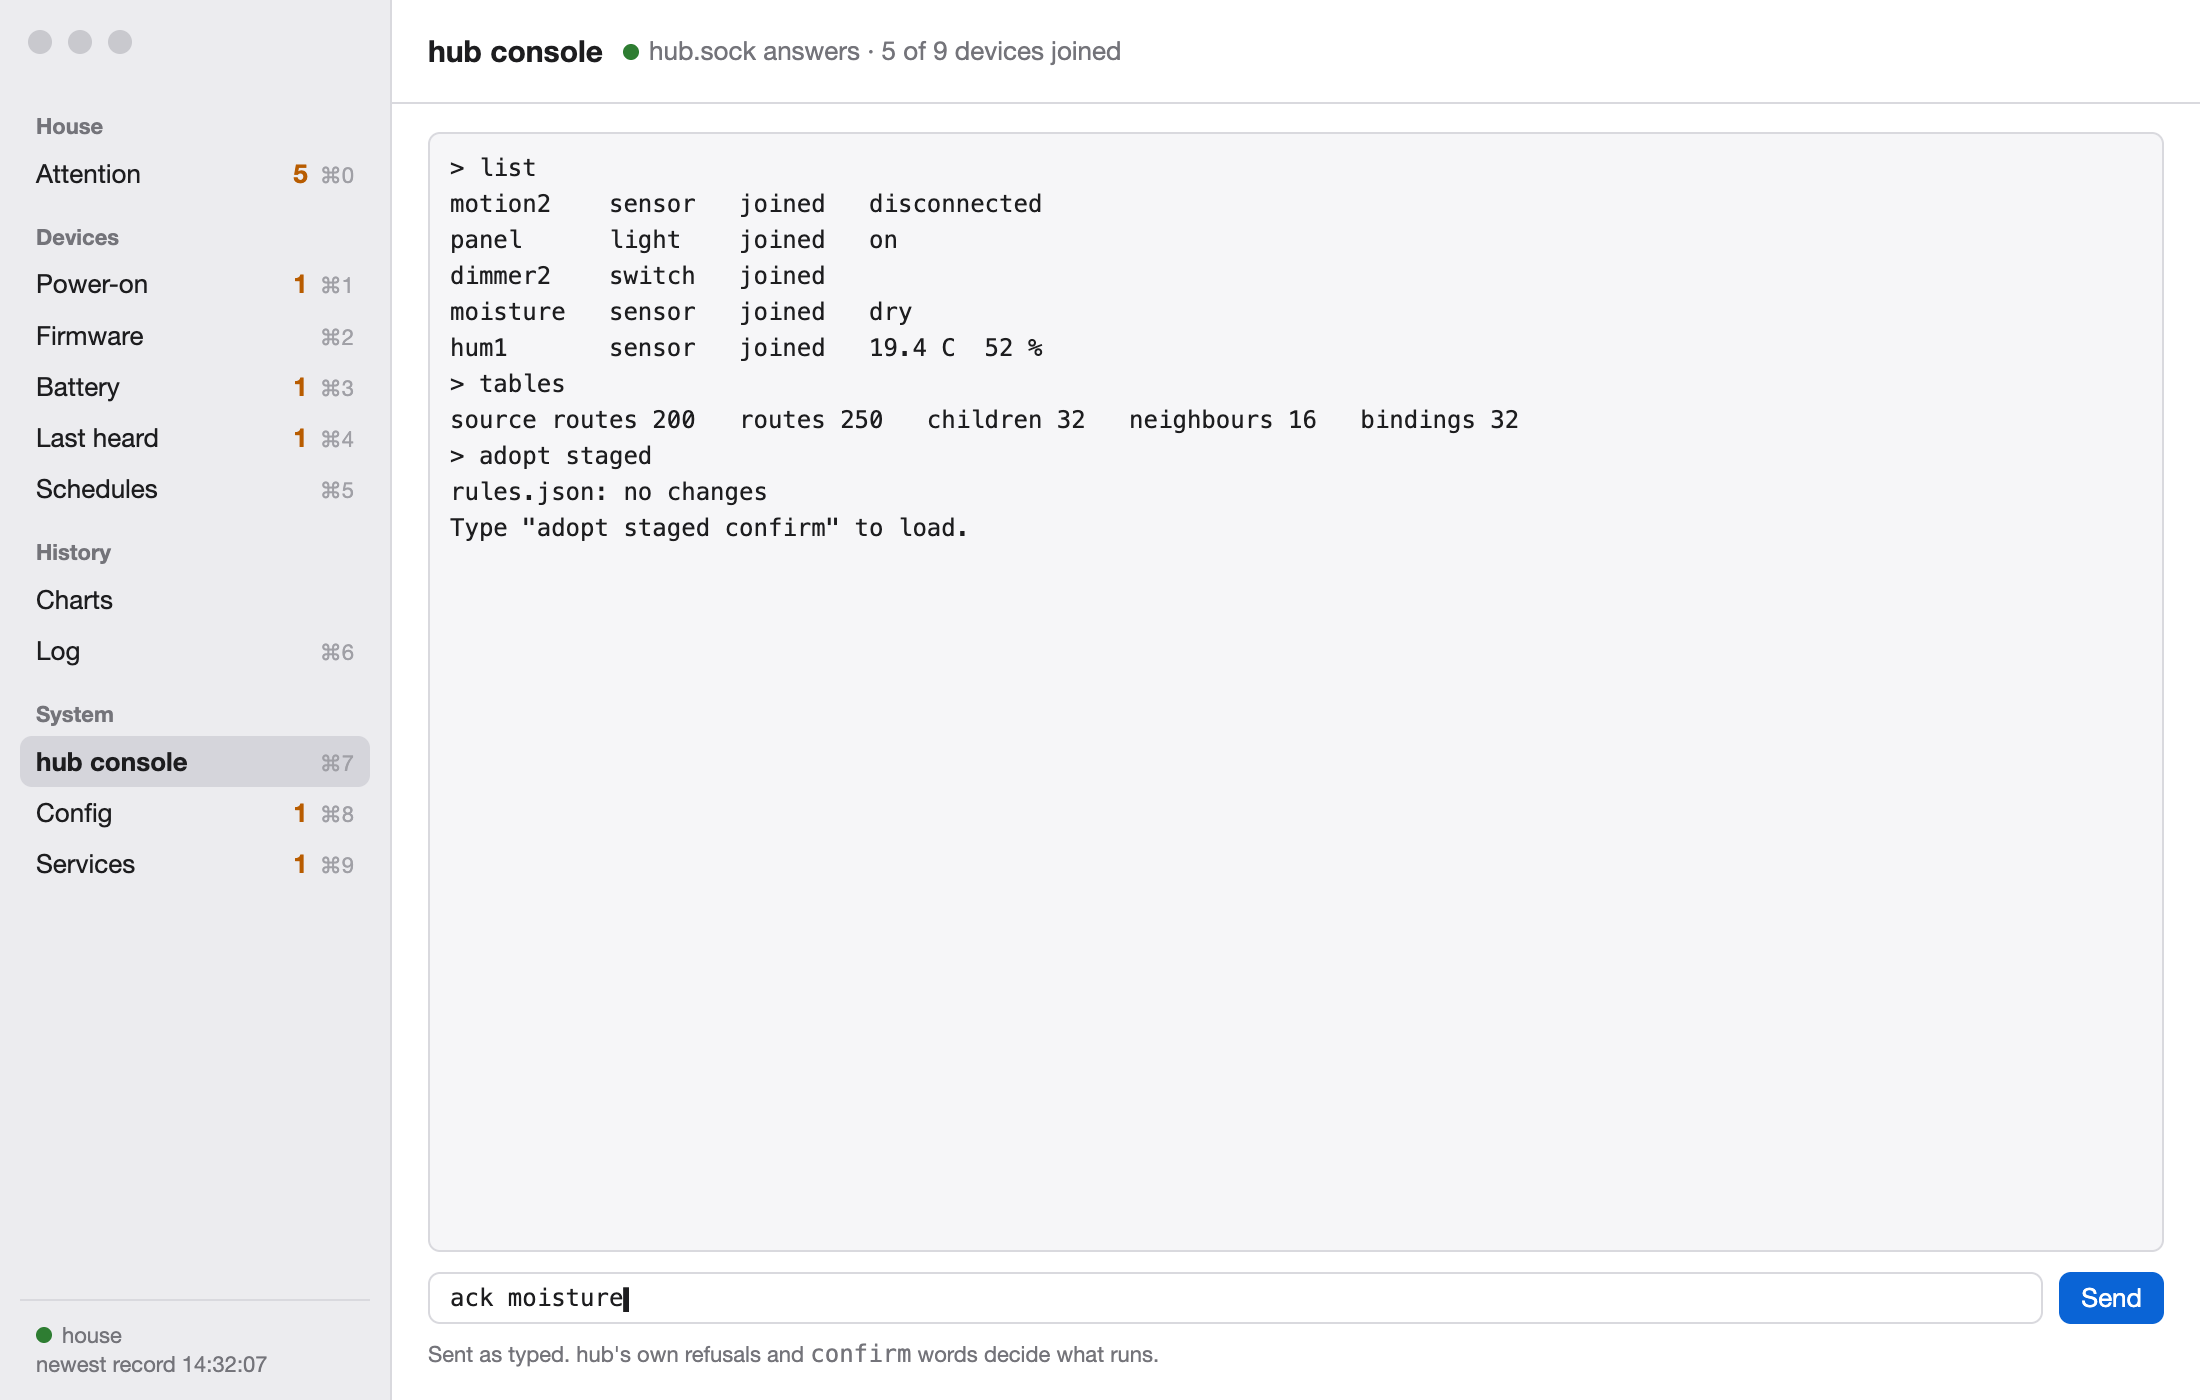 House
Attention 5 ⌘0
Devices
Power-on 1 ⌘1
Firmware ⌘2
Battery 1 ⌘3
Last heard 1 ⌘4
Schedules ⌘5
History
Charts
Log ⌘6
System
hub console ⌘7
Config 1 ⌘8
Services 1 ⌘9
house
newest record 14:32:07
hub console hub.sock answers · 5 of 9 devices joined
> list
motion2    sensor   joined   disconnected
panel      light    joined   on
dimmer2    switch   joined
moisture   sensor   joined   dry
hum1       sensor   joined   19.4 C  52 %
> tables
source routes 200   routes 250   children 32   neighbours 16   bindings 32
> adopt staged
rules.json: no changes
Type "adopt staged confirm" to load.
ack moisture
Send
Sent as typed. hub's own refusals and confirm words decide what runs.